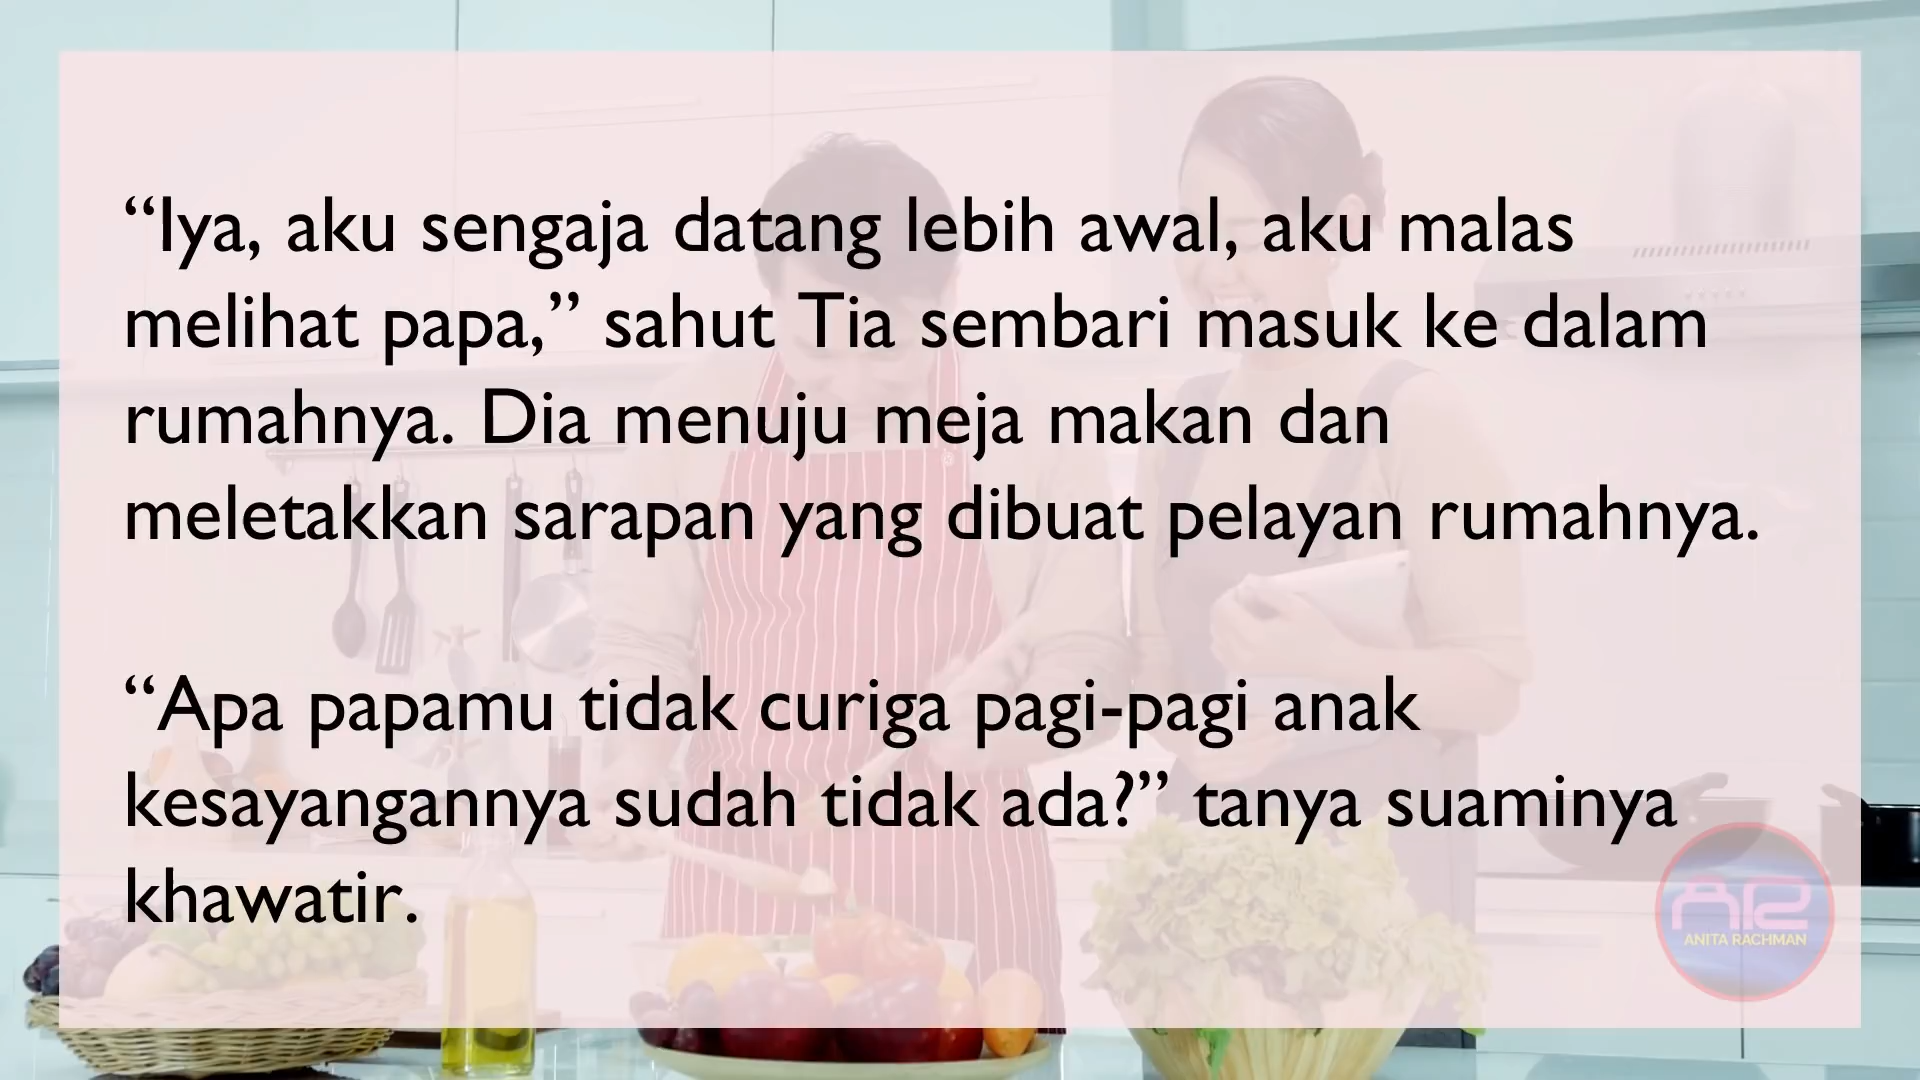 “Iya, aku sengaja datang lebih awal, aku malas
melihat papa,” sahut Tia sembari masuk ke dalam
rumahnya. Dia menuju meja makan dan
meletakkan sarapan yang dibuat pelayan rumahnya.
“Apa papamu tidak curiga pagi-pagi anak
kesayangannya sudah tidak ada?” tanya suaminya
khawatir.
AR
ANITA RACHMAN